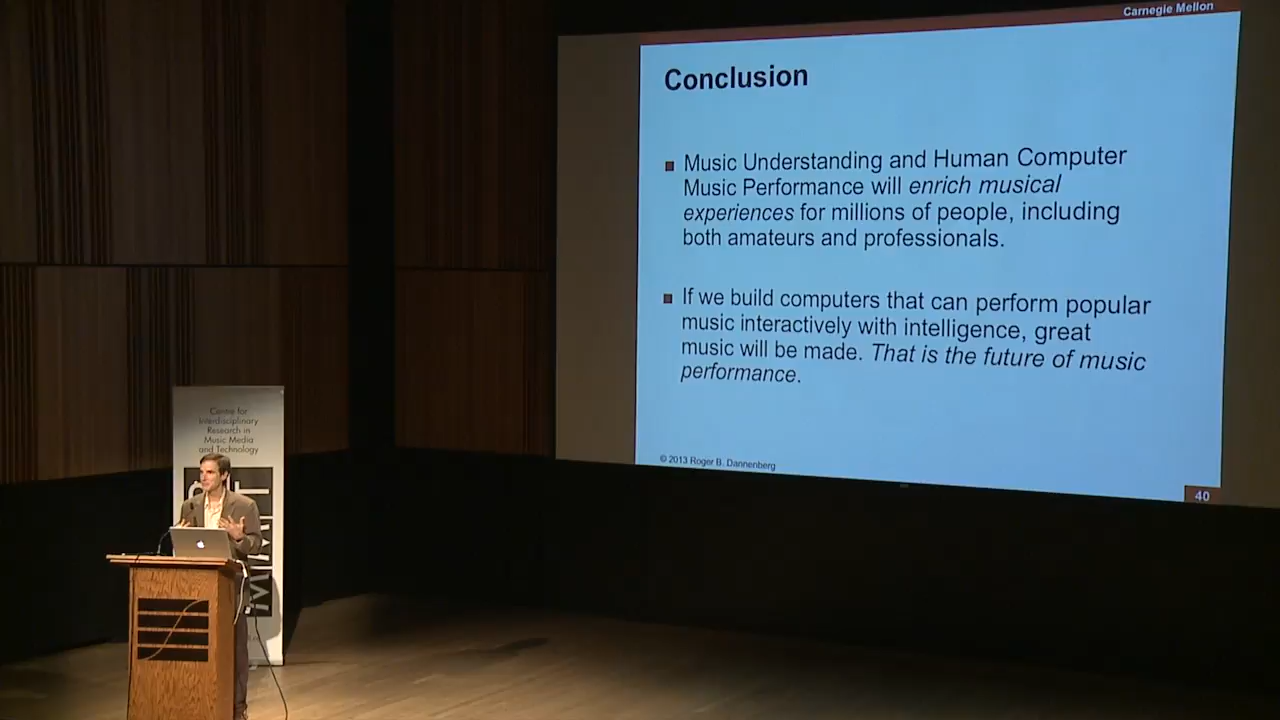 Carnegie Mellon
Conclusion
Music Understanding and Human Computer
Music Performance will enrich musical
experiences for millions of people, including
both amateurs and professionals.
If we build computers that can perform popular
music interactively with intelligence, great
music will be made. That is the future of music
performance.
© 2013 Roger B. Dannenberg
40
Centre for
Interdisciplinary
Research in
Music Media
and Technology